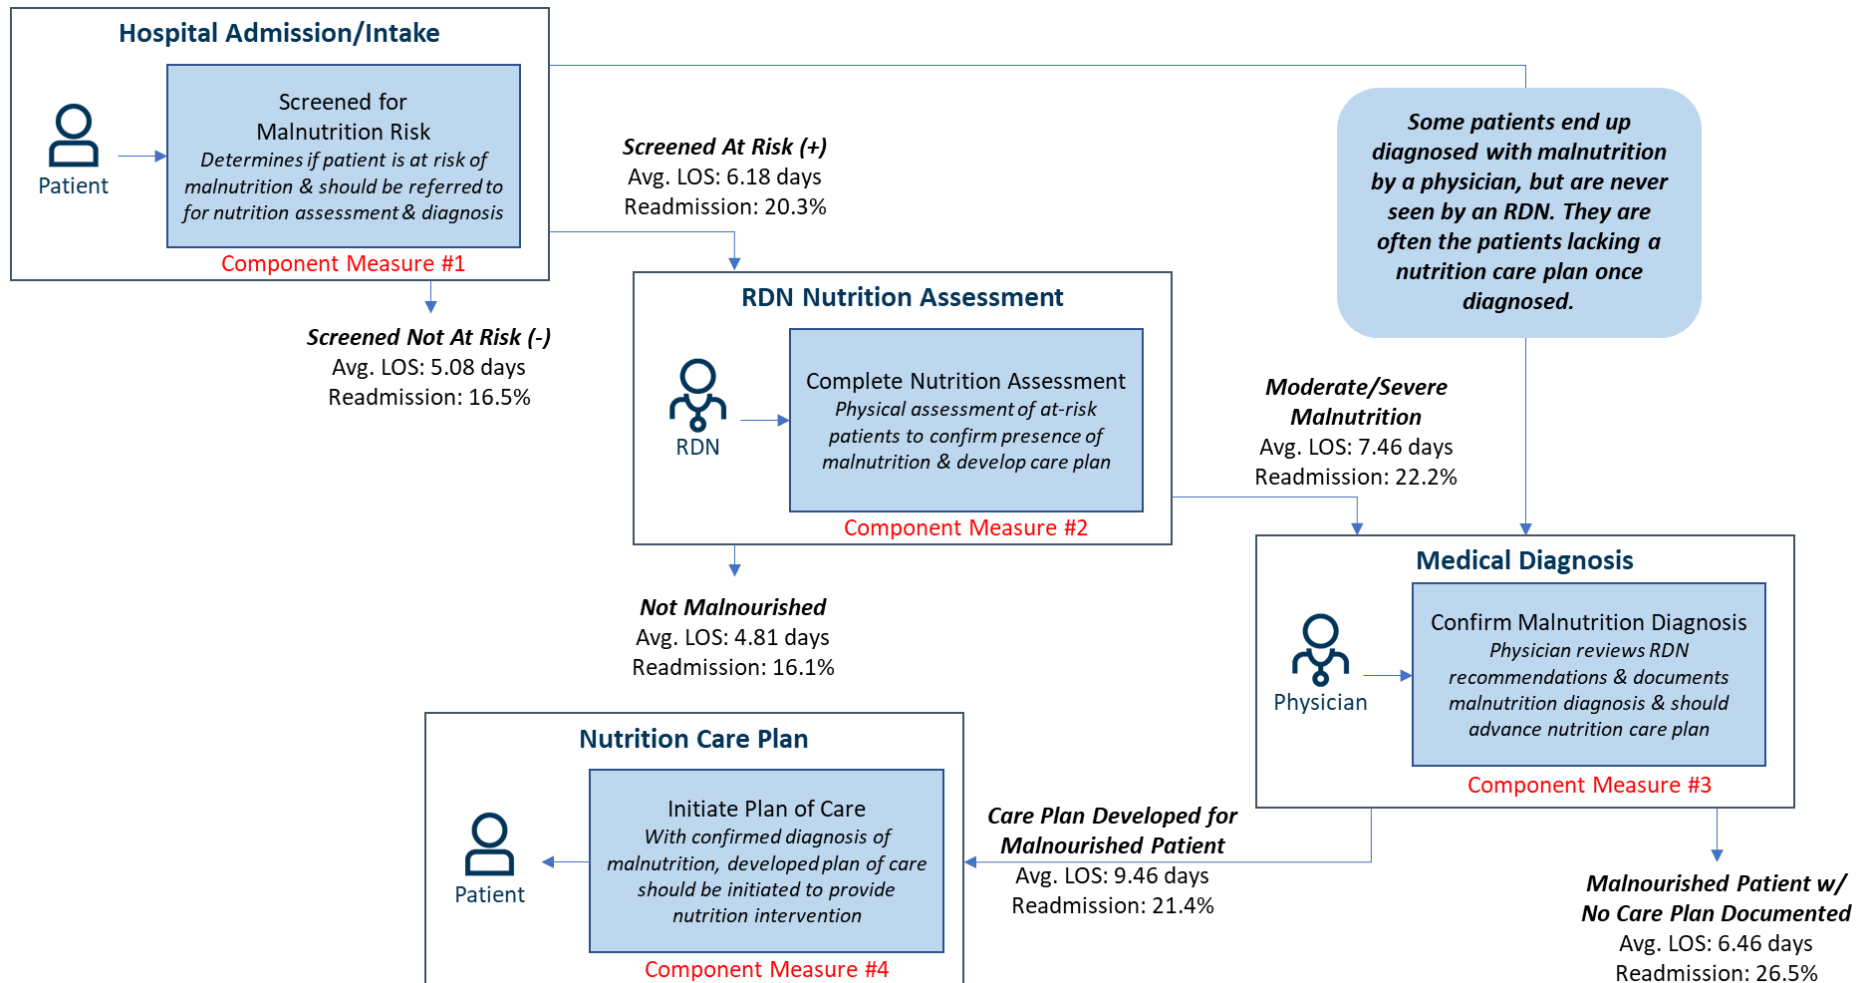 Hospital Admission/Intake
Patient
Screened for
Malnutrition Risk
Determines if patient is at risk of
malnutrition & should be referred to
for nutrition assessment & diagnosis
Component Measure #1
Screened At Risk (+)
Avg. LOS: 6.18 days
Readmission: 20.3%
Some patients end up
diagnosed with malnutrition
by a physician, but are never
seen by an RDN. They are
often the patients lacking a
nutrition care plan once
diagnosed.
Screened Not At Risk (-)
Avg. LOS: 5.08 days
Readmission: 16.5%
RDN Nutrition Assessment
RDN
Complete Nutrition Assessment
Physical assessment of at-risk
patients to confirm presence of
malnutrition & develop care plan
Component Measure #2
Moderate/Severe
Malnutrition
Avg. LOS: 7.46 days
Readmission: 22.2%
Not Malnourished
Avg. LOS: 4.81 days
Readmission: 16.1%
Medical Diagnosis
Physician
Confirm Malnutrition Diagnosis
Physician reviews RDN
recommendations & documents
malnutrition diagnosis & should
advance nutrition care plan
Component Measure #3
Nutrition Care Plan
Patient
Initiate Plan of Care
With confirmed diagnosis of
malnutrition, developed plan of care
should be initiated to provide
nutrition intervention
Component Measure #4
Care Plan Developed for
Malnourished Patient
Avg. LOS: 9.46 days
Readmission: 21.4%
Malnourished Patient w/
No Care Plan Documented
Avg. LOS: 6.46 days
Readmission: 26.5%